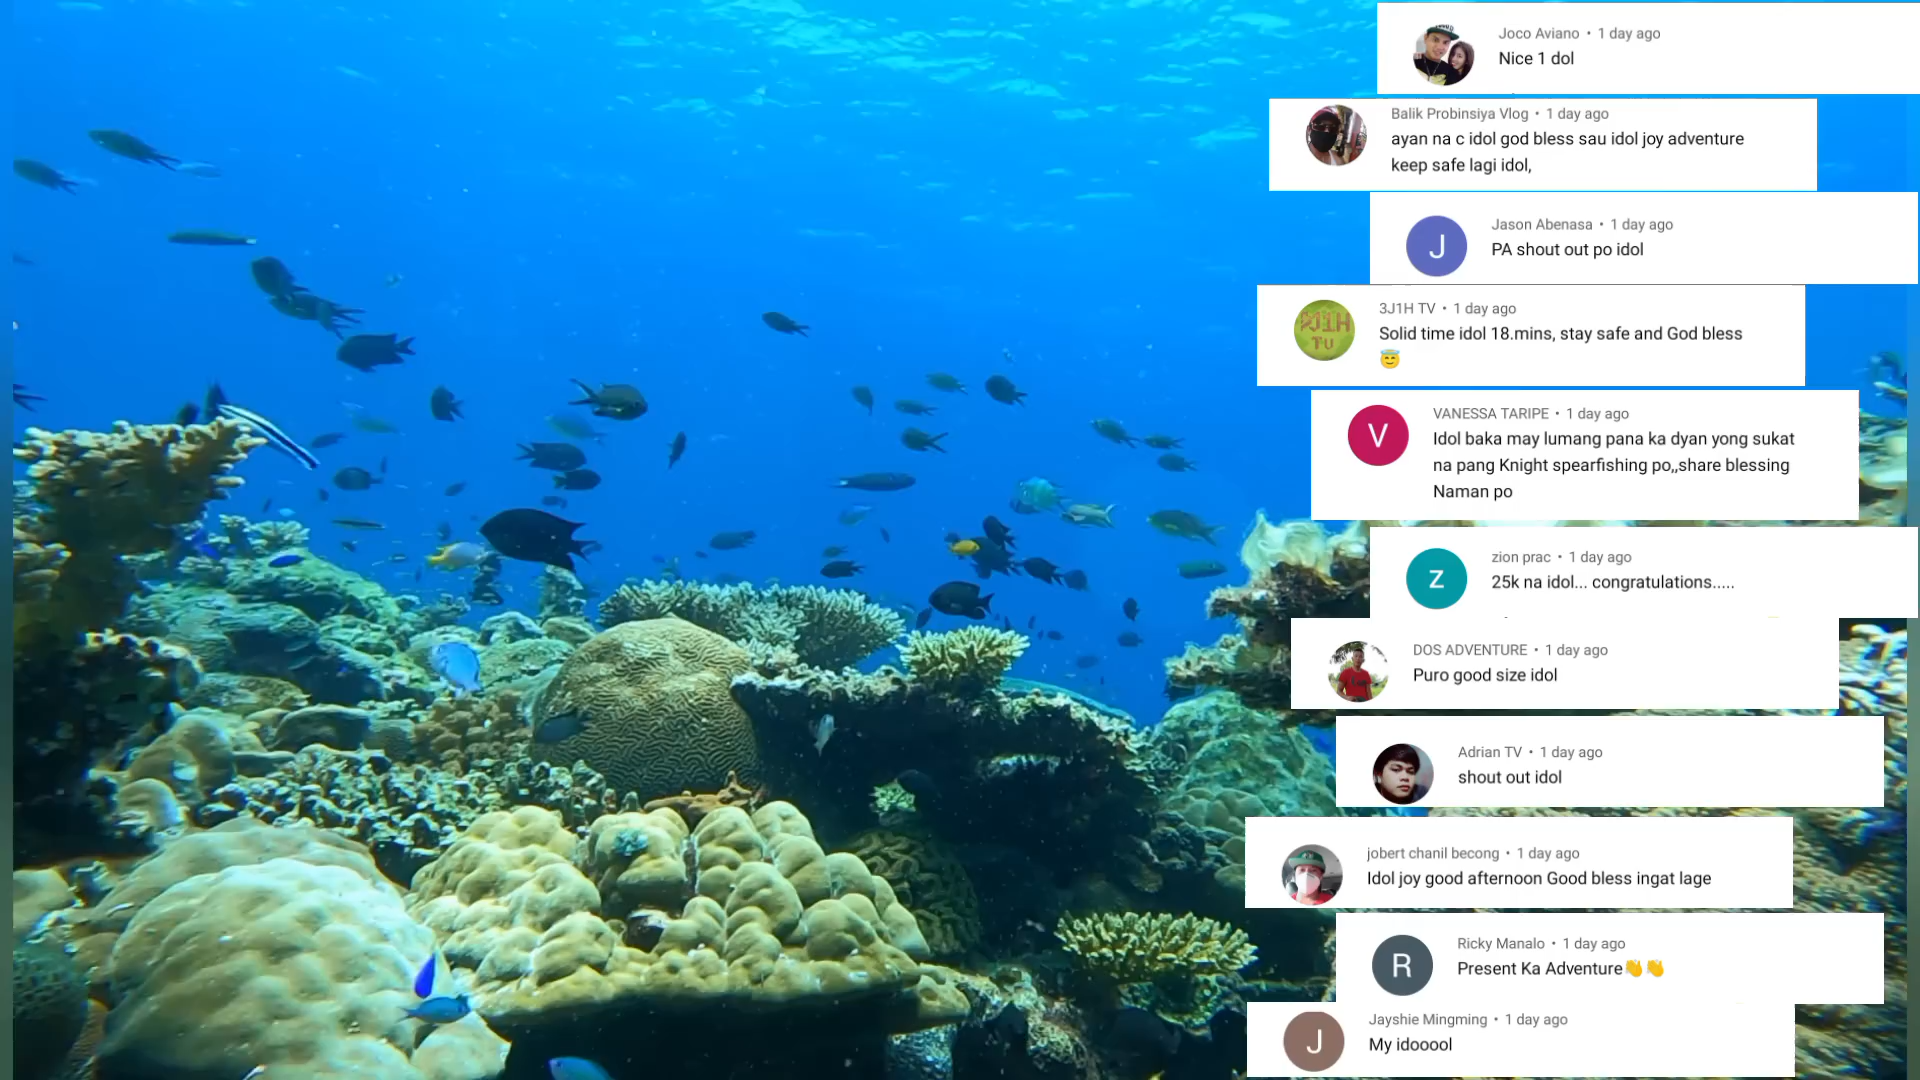 Joco Aviano • 1 day ago
Nice 1 dol
Balik Probinsiya Vlog • 1 day ago
ayan na c idol god bless sau idol joy adventure
keep safe lagi idol,
J
Jason Abenasa • 1 day ago
PA shout out po idol
3J1H TV • 1 day ago
Solid time idol 18.mins, stay safe and God bless
😇
V
VANESSA TARIPE • 1 day ago
Idol baka may lumang pana ka dyan yong sukat
na pang Knight spearfishing po,,share blessing
Naman po
z
zion prac • 1 day ago
25k na idol... congratulations.....
DOS ADVENTURE • 1 day ago
Puro good size idol
Adrian TV • 1 day ago
shout out idol
jobert chanil becong • 1 day ago
Idol joy good afternoon Good bless ingat lage
R
Ricky Manalo • 1 day ago
Present Ka Adventure👏👏
J
Jayshie Mingming • 1 day ago
My idooool